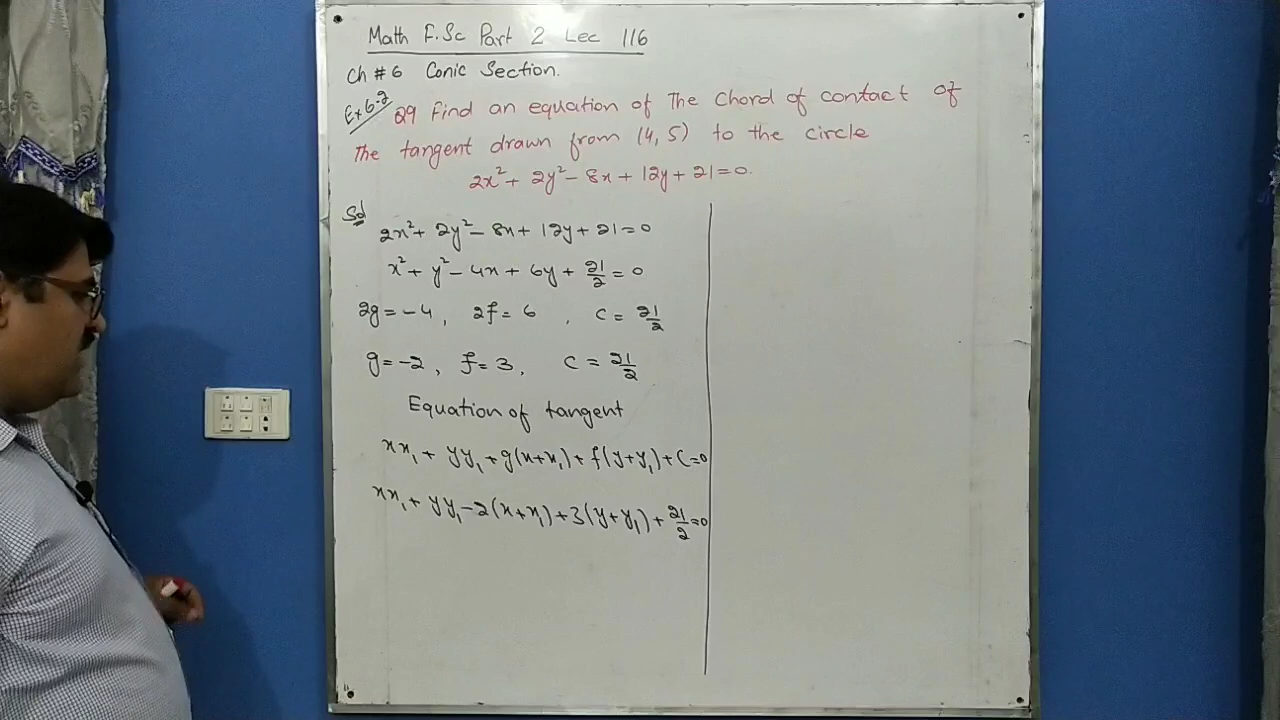 Math F.Sc Part 2 Lec 116
Ch # 6 Conic Section.
Ex 6.2 Q9 Find an equation of The Chord of contact of
The tangent drawn from (4, 5) to the circle
2x² + 2y² - 8x + 12y + 21 = 0.
Sol
2x² + 2y² - 8x + 12y + 21 = 0
x² + y² - 4x + 6y + 21/2 = 0
2g = -4, 2f = 6, c = 21/2
g = -2, f = 3, c = 21/2
Equation of tangent
xx₁ + yy₁ + g(x+x₁) + f(y+y₁) + c = 0
xx₁ + yy₁ - 2(x+x₁) + 3(y+y₁) + 21/2 = 0